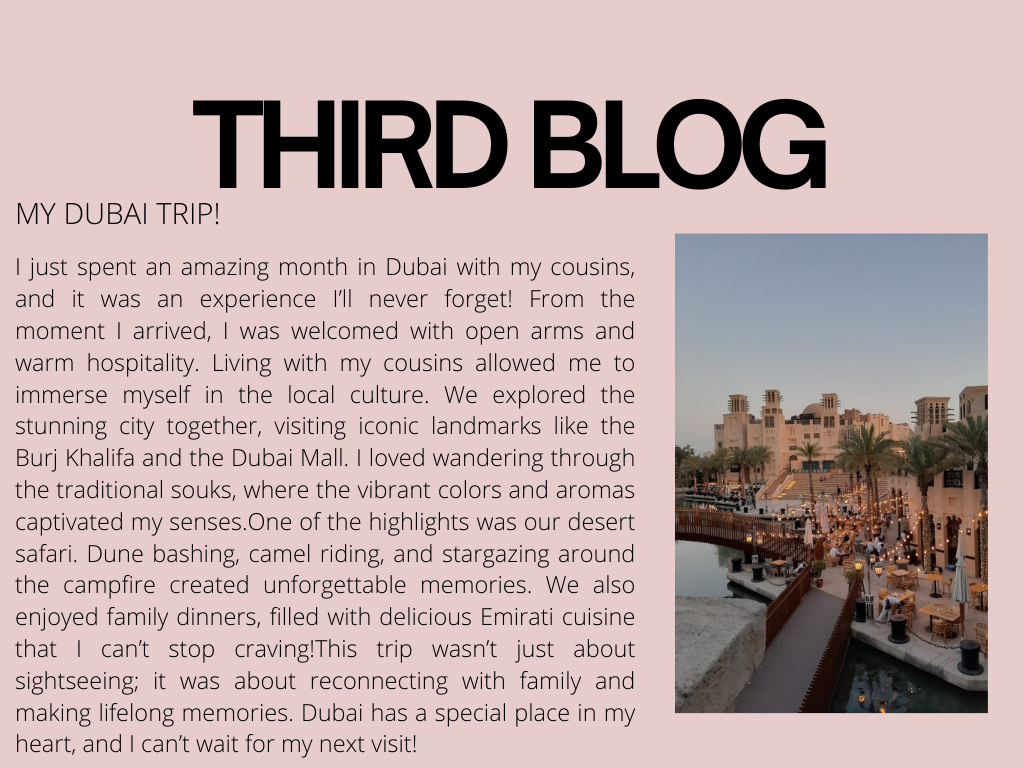 THIRD BLOG
MY DUBAI TRIP!
I just spent an amazing month in Dubai with my cousins,
and it was an experience I’ll never forget! From the
moment I arrived, I was welcomed with open arms and
warm hospitality. Living with my cousins allowed me to
immerse myself in the local culture. We explored the
stunning city together, visiting iconic landmarks like the
Burj Khalifa and the Dubai Mall. I loved wandering through
the traditional souks, where the vibrant colors and aromas
captivated my senses.One of the highlights was our desert
safari. Dune bashing, camel riding, and stargazing around
the campfire created unforgettable memories. We also
enjoyed family dinners, filled with delicious Emirati cuisine
that I can’t stop craving!This trip wasn’t just about
sightseeing; it was about reconnecting with family and
making lifelong memories. Dubai has a special place in my
heart, and I can’t wait for my next visit!